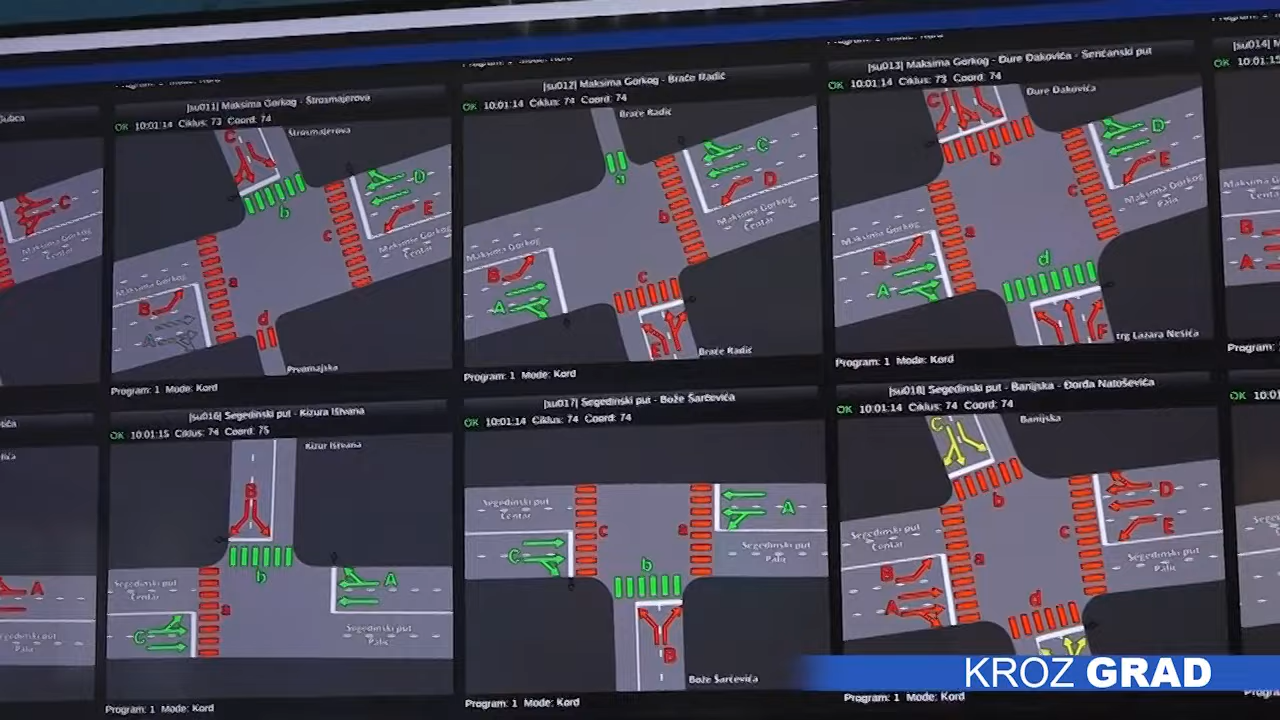 |su011| Maksima Gorkog - Štrosmajerova
OK 10:01:14 Ciklus: 73 Coord: 74
Štrosmajerova
C
b
D
E
c
a
B
d
Maksima Gorkog
Maksima Gorkog
Centar
Prvomajska
Program: 1 Mode: Kord
|su012| Maksima Gorkog - Braće Radić
OK 10:01:14 Ciklus: 74 Coord: 74
Braće Radić
a
C
D
b
Maksima Gorkog
Centar
Maksima Gorkog
B
A
c
E
Braće Radić
Program: 1 Mode: Kord
|su013| Maksima Gorkog - Đure Đakovića - Senćanski put
OK 10:01:14 Ciklus: 73 Coord: 74
Đure Đakovića
C
b
D
E
c
Maksima Gorkog
Palić
Maksima Gorkog
a
B
A
d
F
trg Lazara Nešića
Program: 1 Mode: Kord
C
Maksima Gorkog
Centar
B
A
|su016| Segedinski put - Kizura Ištvana
OK 10:01:15 Ciklus: 74 Coord: 75
Kizur Ištvana
B
b
A
a
C
Segedinski put
Centar
Segedinski put
Palić
Program: 1 Mode: Kord
|su017| Segedinski put - Bože Šarčevića
OK 10:01:14 Ciklus: 74 Coord: 74
Segedinski put
Centar
c
a
A
C
b
Segedinski put
Palić
B
Bože Šarčevića
Program: 1 Mode: Kord
|su018| Segedinski put - Banijska - Đorđa Natoševića
OK 10:01:14 Ciklus: 74 Coord: 74
Banijska
C
b
D
E
c
Segedinski put
Centar
a
B
A
d
Segedinski put
Palić
Program: 1 Mode: Kord
A
KROZ GRAD